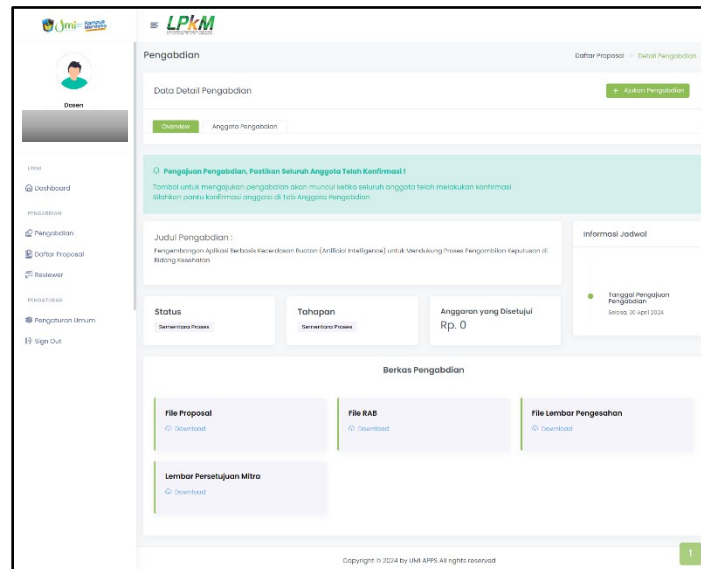 Umi
Kampus
Merdeka
LPkM
Dosen
LPKM
Dashboard
PENGABDIAN
Pengabdian
Daftar Proposal
Reviewer
PENGATURAN
Pengaturan Umum
Sign Out
Pengabdian
Daftar Proposal
Detail Pengabdian
Data Detail Pengabdian
+ Ajukan Pengabdian
Overview
Anggota Pengabdian
Pengajuan Pengabdian, Pastikan Seluruh Anggota Telah Konfirmasi !
Tombol untuk mengajukan pengabdian akan muncul ketika seluruh anggota telah melakukan konfirmasi
Silahkan pantu konfirmasi anggota di Tab Anggota Pengabdian
Judul Pengabdian :
Pengembangan Aplikasi Berbasis Kecerdasan Buatan (Artificial Intelligence) untuk Mendukung Proses Pengambilan Keputusan di
Bidang Kesehatan
Informasi Jadwal
Tanggal Pengajuan
Pengabdian
Selasa, 30 April 2024
Status
Sementara Proses
Tahapan
Sementara Proses
Anggaran yang Disetujui
Rp. 0
Berkas Pengabdian
File Proposal
Download
File RAB
Download
File Lembar Pengesahan
Download
Lembar Persetujuan Mitra
Download
Copyright © 2024 by UMI APPS All rights reserved